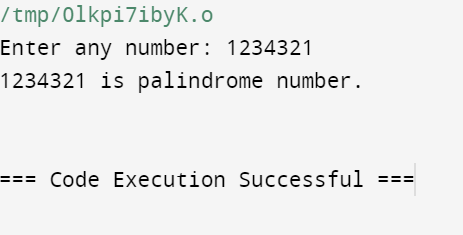 /tmp/Olkpi7ibyK.o
Enter any number: 1234321
1234321 is palindrome number.
=== Code Execution Successful ===